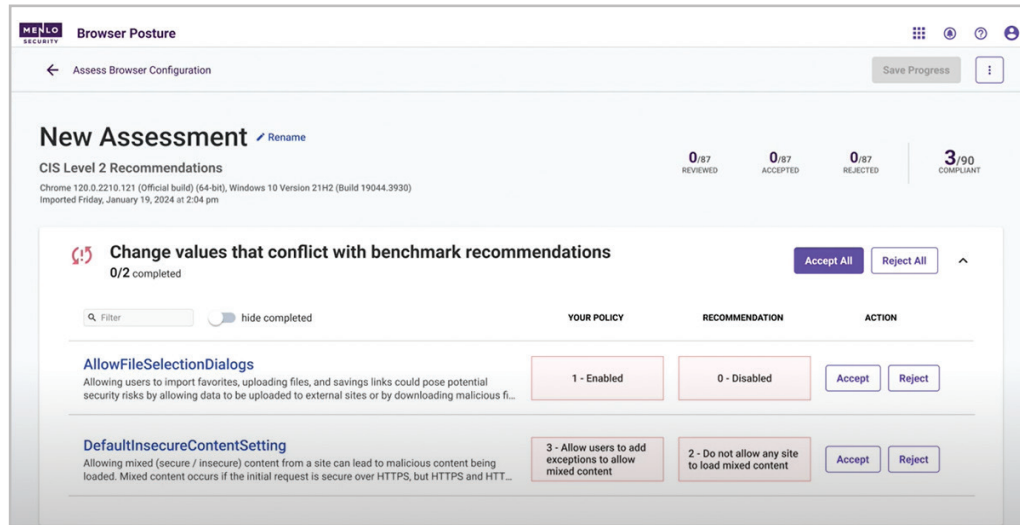 MENLO
SECURITY
Browser Posture
Assess Browser Configuration
Save Progress
New Assessment
Rename
CIS Level 2 Recommendations
Chrome 120.0.2210.121 (Official build) (64-bit), Windows 10 Version 21H2 (Build 19044.3930)
Imported Friday, January 19, 2024 at 2:04 pm
0/87
REVIEWED
0/87
ACCEPTED
0/87
REJECTED
3/90
COMPLIANT
Change values that conflict with benchmark recommendations
0/2 completed
Accept All
Reject All
Filter
hide completed
YOUR POLICY
RECOMMENDATION
ACTION
AllowFileSelectionDialogs
Allowing users to import favorites, uploading files, and savings links could pose potential
security risks by allowing data to be uploaded to external sites or by downloading malicious fi...
1 - Enabled
0 - Disabled
Accept
Reject
DefaultInsecureContentSetting
Allowing mixed (secure / insecure) content from a site can lead to malicious content being
loaded. Mixed content occurs if the initial request is secure over HTTPS, but HTTPS and HTT...
3 - Allow users to add
exceptions to allow
mixed content
2 - Do not allow any site
to load mixed content
Accept
Reject